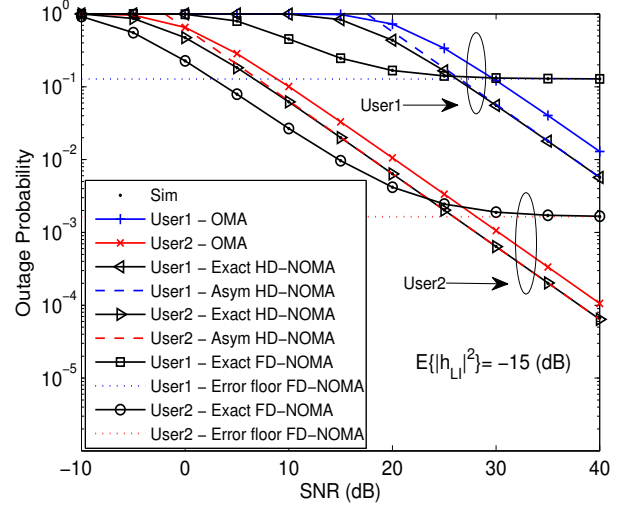 10^0
10^{-1}
10^{-2}
10^{-3}
10^{-4}
10^{-5}
Outage Probability
User1
User2
Sim
User1 − OMA
User2 − OMA
User1 − Exact HD-NOMA
User1 − Asym HD-NOMA
User2 − Exact HD-NOMA
User2 − Asym HD-NOMA
User1 − Exact FD-NOMA
User1 − Error floor FD-NOMA
User2 − Exact FD-NOMA
User2 − Error floor FD-NOMA
E{|h_{LI}|^2}= −15 (dB)
−10 0 10 20 30 40
SNR (dB)